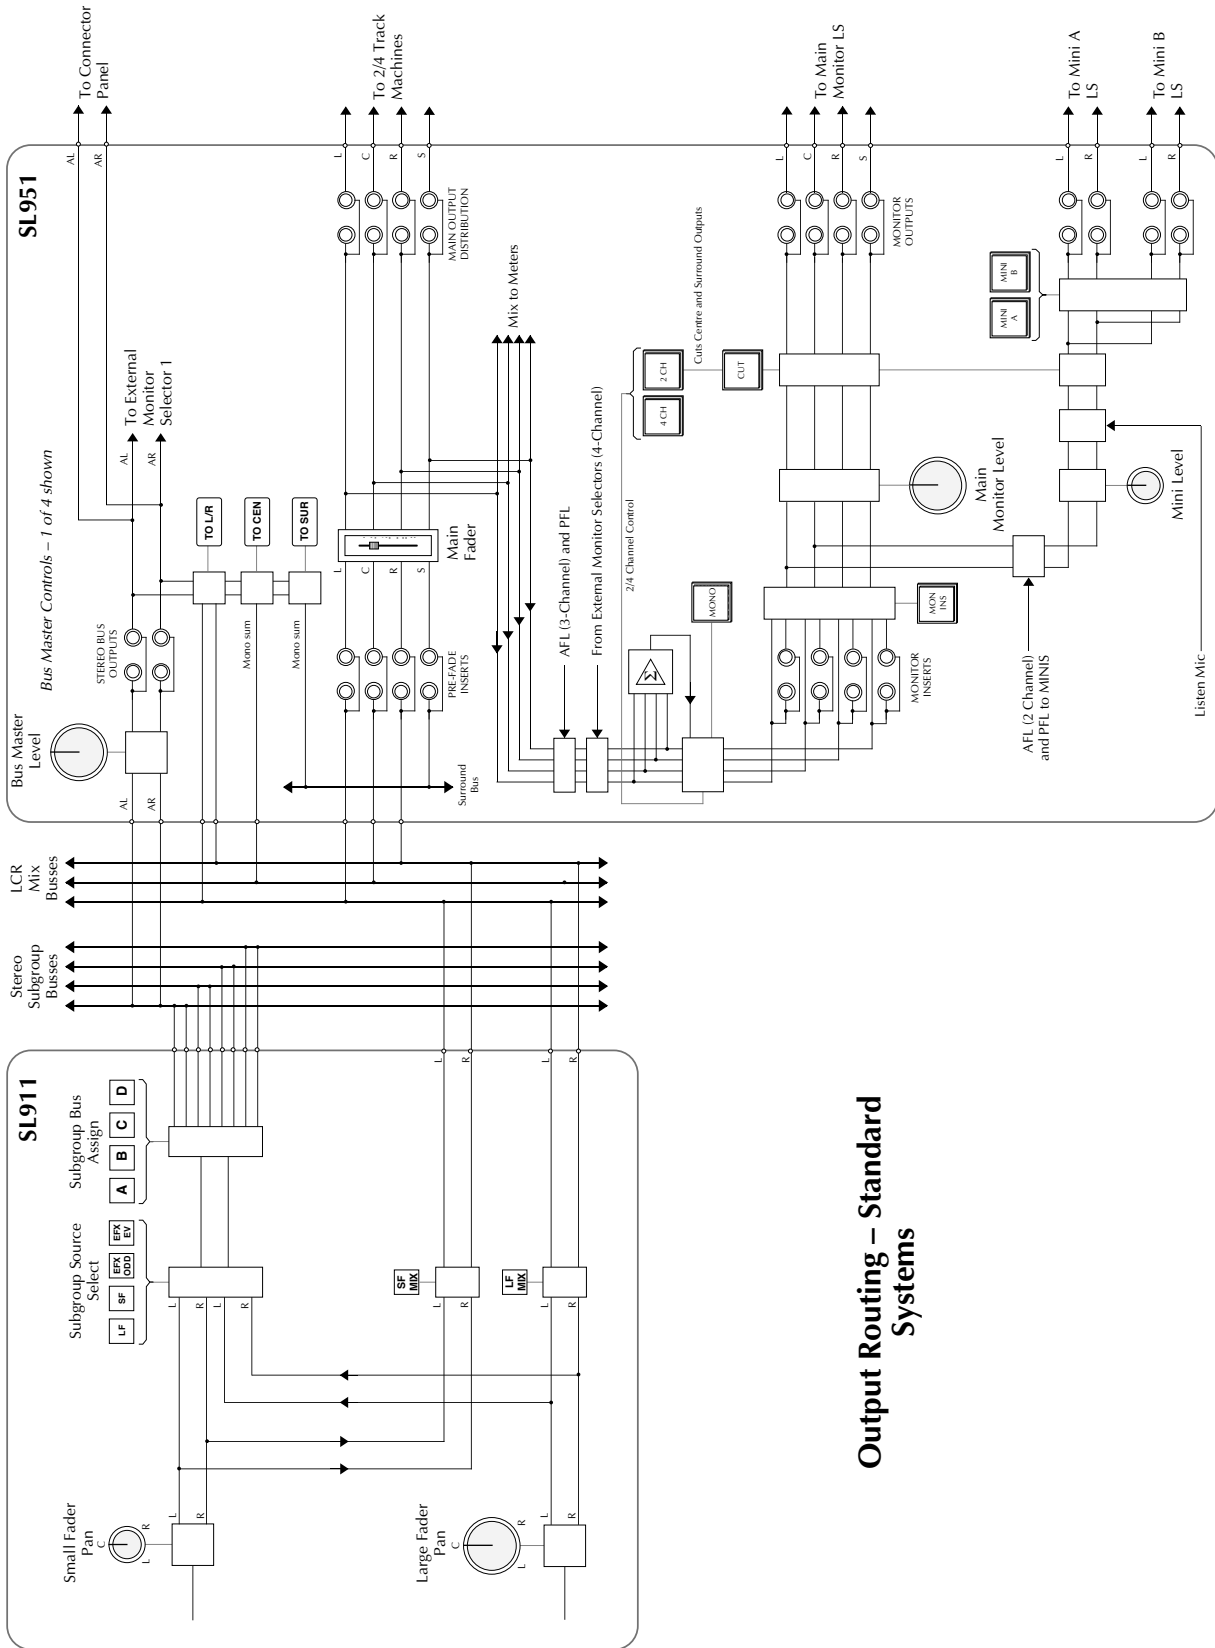 SL911
Small Fader
Pan
C
L
R
L
R
Large Fader
Pan
C
L
R
L
R
Subgroup Source
Select
LF
SF
EFX
ODD
EFX
EV
L
R
L
R
Subgroup Bus
Assign
A
B
C
D
SF
MIX
L
R
L
R
LF
MIX
L
R
L
R
Stereo
Subgroup
Busses
LCR
Mix
Busses
SL951
Bus Master Controls – 1 of 4 shown
Bus Master
Level
AL
AR
STEREO BUS
OUTPUTS
AL
AR
To External
Monitor
Selector 1
AL
AR
To Connector
Panel
TO L/R
Mono sum
TO CEN
Mono sum
TO SUR
Surround
Bus
PRE-FADE
INSERTS
L
C
R
S
Main
Fader
MAIN OUTPUT
DISTRIBUTION
L
C
R
S
To 2/4 Track
Machines
Mix to Meters
AFL (3-Channel) and PFL
From External Monitor Selectors (4-Channel)
2/4 Channel Control
Σ
MONO
MONITOR
INSERTS
MON
INS
4 CH
2 CH
Cuts Centre and Surround Outputs
CUT
Main
Monitor Level
MONITOR
OUTPUTS
L
C
R
S
To Main
Monitor LS
AFL (2 Channel)
and PFL to MINIS
Mini Level
Listen Mic
MINI
A
MINI
B
L
R
To Mini A
LS
L
R
To Mini B
LS
Output Routing – Standard
Systems